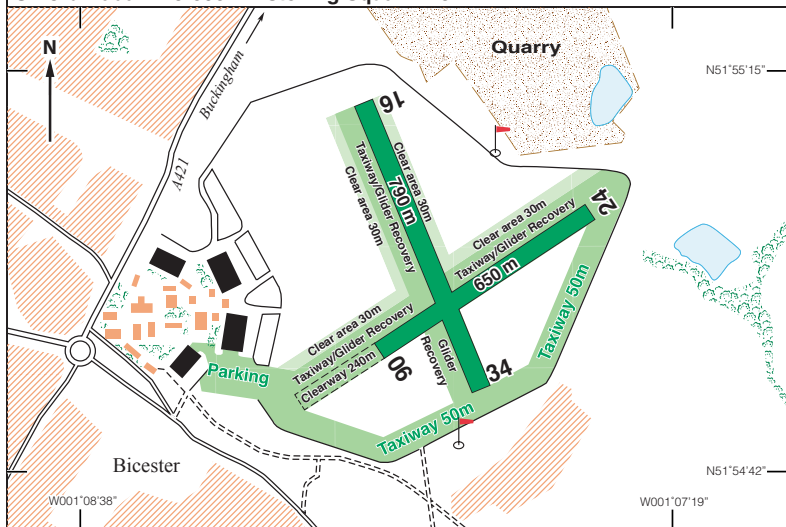 N
Buckingham
A421
Quarry
N51°55'15"
16
Clear area 30m
790 m
Taxiway/Glider Recovery
Clear area 30m
24
Clear area 30m
Taxiway/Glider Recovery
650 m
Clear area 30m
Taxiway/Glider Recovery
Clearway 240m
06
Glider
Recovery
34
Taxiway 50m
Taxiway 50m
Parking
Bicester
N51°54'42"
W001°08'38"
W001°07'19"